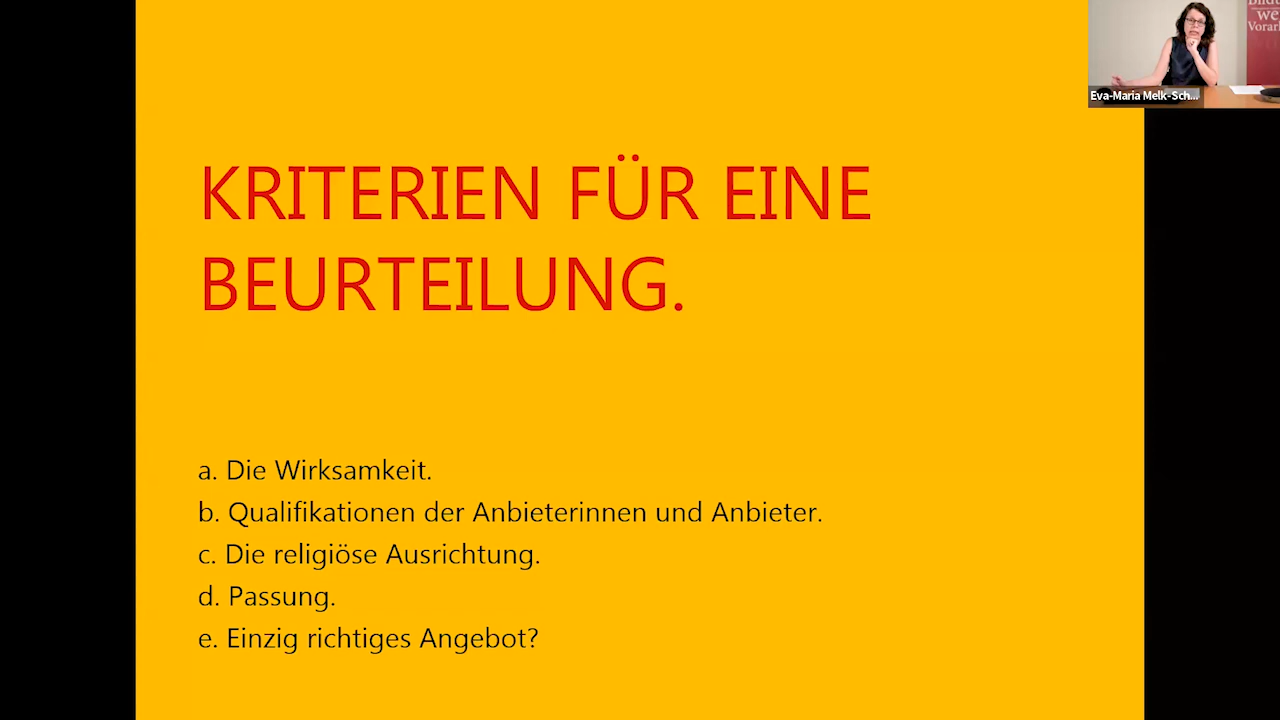 KRITERIEN FÜR EINE
BEURTEILUNG.
a. Die Wirksamkeit.
b. Qualifikationen der Anbieterinnen und Anbieter.
c. Die religiöse Ausrichtung.
d. Passung.
e. Einzig richtiges Angebot?
Eva-Maria Melk-Sch...